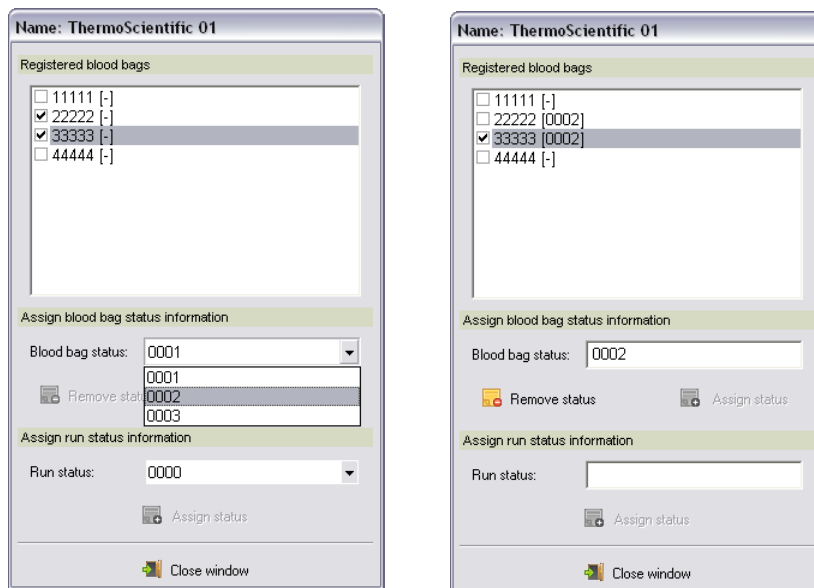 Name: ThermoScientific 01
Registered blood bags
11111 [-]
22222 [-]
33333 [-]
44444 [-]
Assign blood bag status information
Blood bag status: 0001
0001
Remove stat 0002
0003
Assign run status information
Run status: 0000
Assign status
Close window
Name: ThermoScientific 01
Registered blood bags
11111 [-]
22222 [0002]
33333 [0002]
44444 [-]
Assign blood bag status information
Blood bag status: 0002
Remove status Assign status
Assign run status information
Run status:
Assign status
Close window